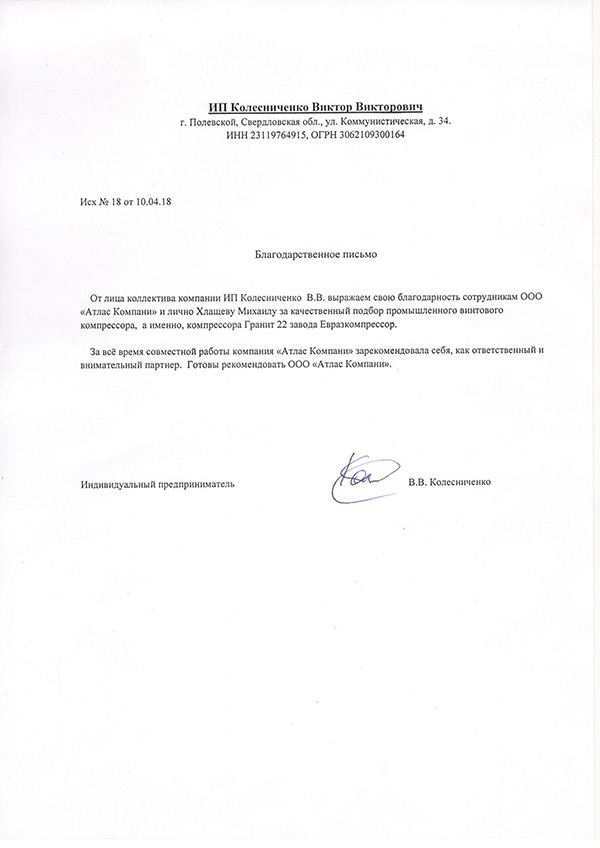 ИП Колесниченко Виктор Викторович
г. Полевской, Свердловская обл., ул. Коммунистическая, д. 34.
ИНН 23119764915, ОГРН 3062109300164
Исх № 18 от 10.04.18
Благодарственное письмо
От лица коллектива компании ИП Колесниченко В.В. выражаем свою благодарность сотрудникам ООО
«Атлас Компани» и лично Хлащеву Михаилу за качественный подбор промышленного винтового
компрессора, а именно, компрессора Гранит 22 завода Евразкомпрессор.
За всё время совместной работы компания «Атлас Компани» зарекомендовала себя, как ответственный и
внимательный партнер. Готовы рекомендовать ООО «Атлас Компани».
Индивидуальный предприниматель
В.В. Колесниченко